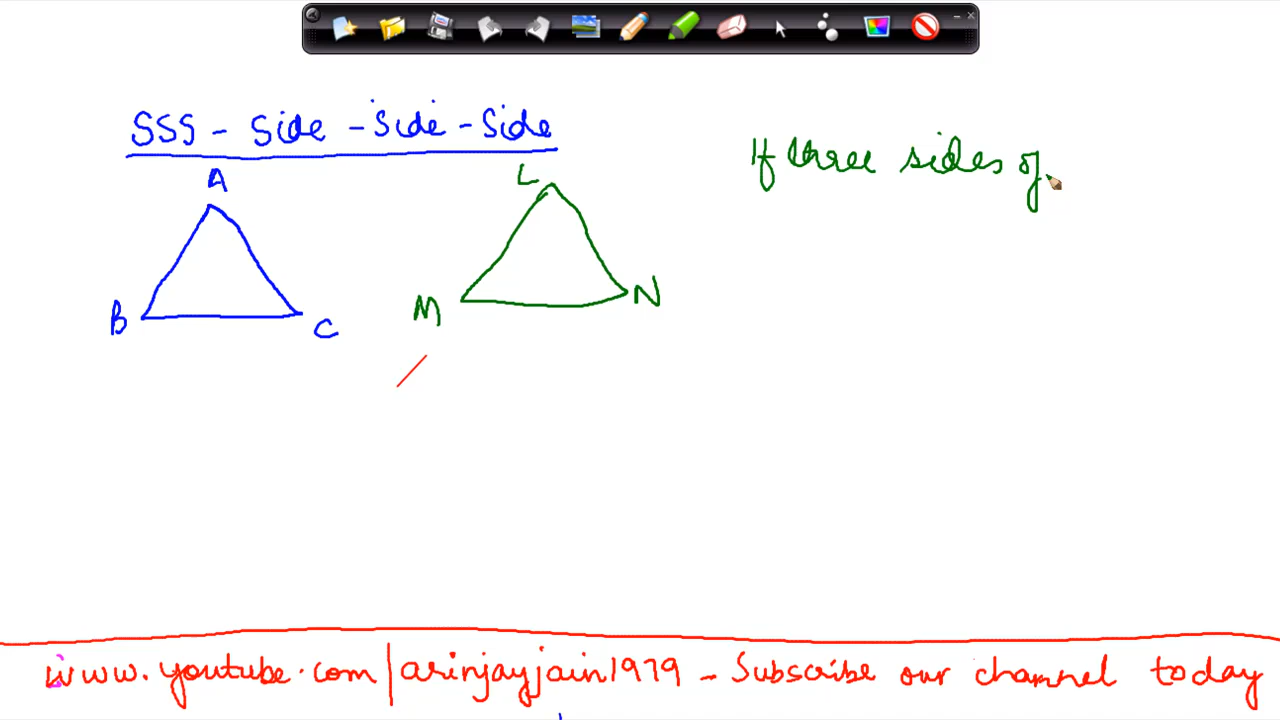 SSS - Side - Side - Side
If three sides of
A
L
B
C
M
N
www.youtube.com/arinjayjain1979 - Subscribe our channel today